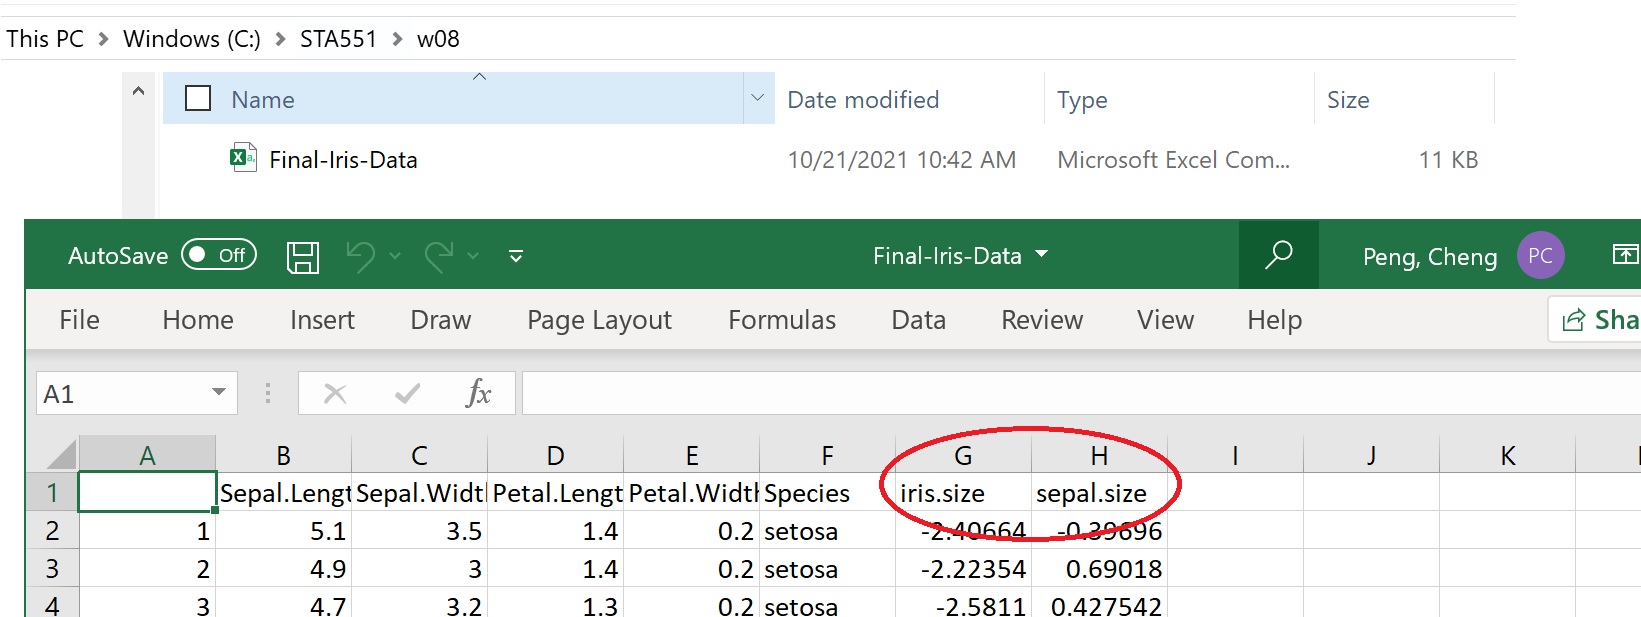 This PC > Windows (C:) > STA551 > w08
Name Date modified Type Size
Final-Iris-Data 10/21/2021 10:42 AM Microsoft Excel Com... 11 KB
AutoSave Off Final-Iris-Data Peng, Cheng PC
File Home Insert Draw Page Layout Formulas Data Review View Help Sha
A1 fx
A B C D E F G H I J K
1 Sepal.Lengt Sepal.Widt Petal.Lengt Petal.Width Species iris.size sepal.size
2 1 5.1 3.5 1.4 0.2 setosa -2.40664 -0.39696
3 2 4.9 3 1.4 0.2 setosa -2.22354 0.69018
4 3 4.7 3.2 1.3 0.2 setosa -2.5811 0.427542